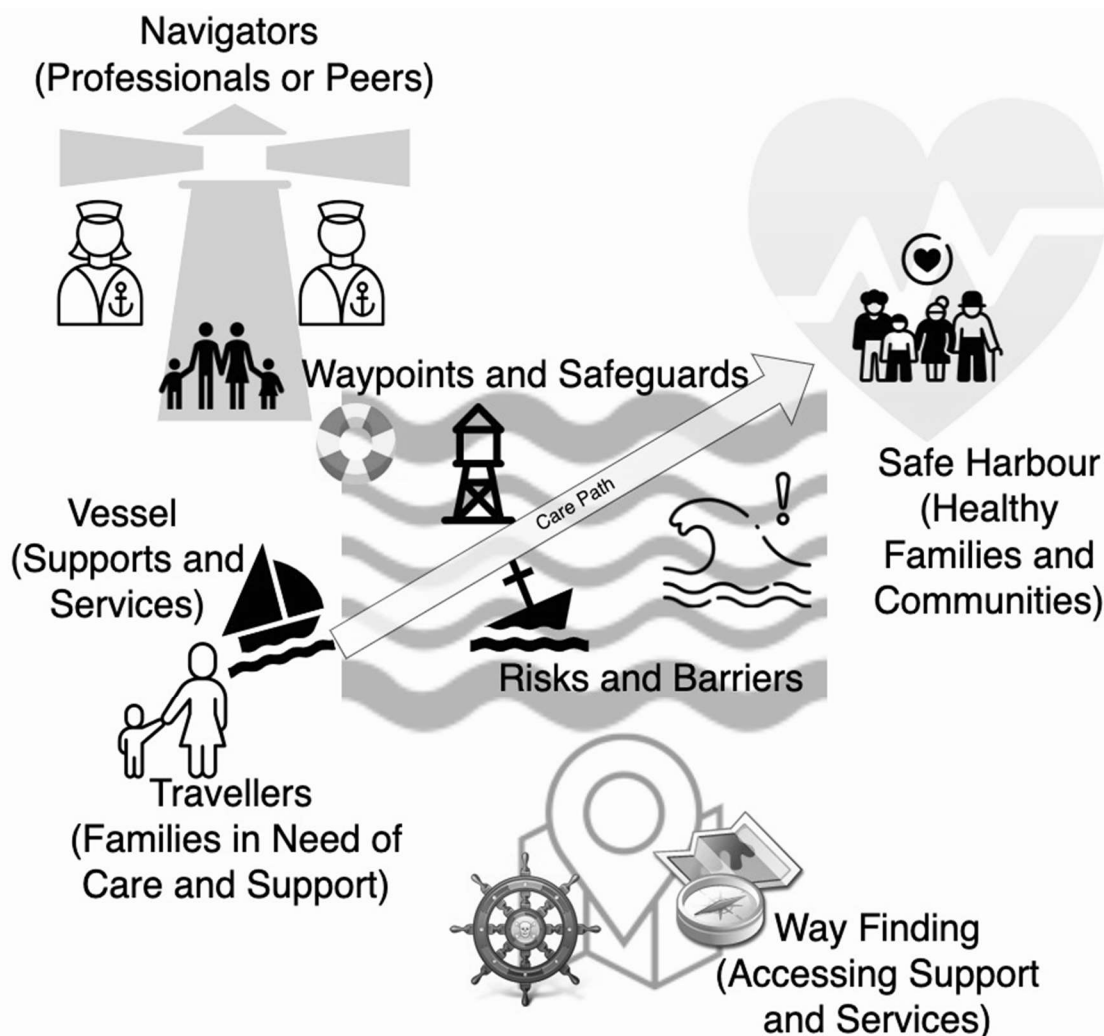 Navigators
(Professionals or Peers)
Waypoints and Safeguards
Care Path
Vessel
(Supports and
Services)
Safe Harbour
(Healthy
Families and
Communities)
Risks and Barriers
Travellers
(Families in Need of
Care and Support)
Way Finding
(Accessing Support
and Services)